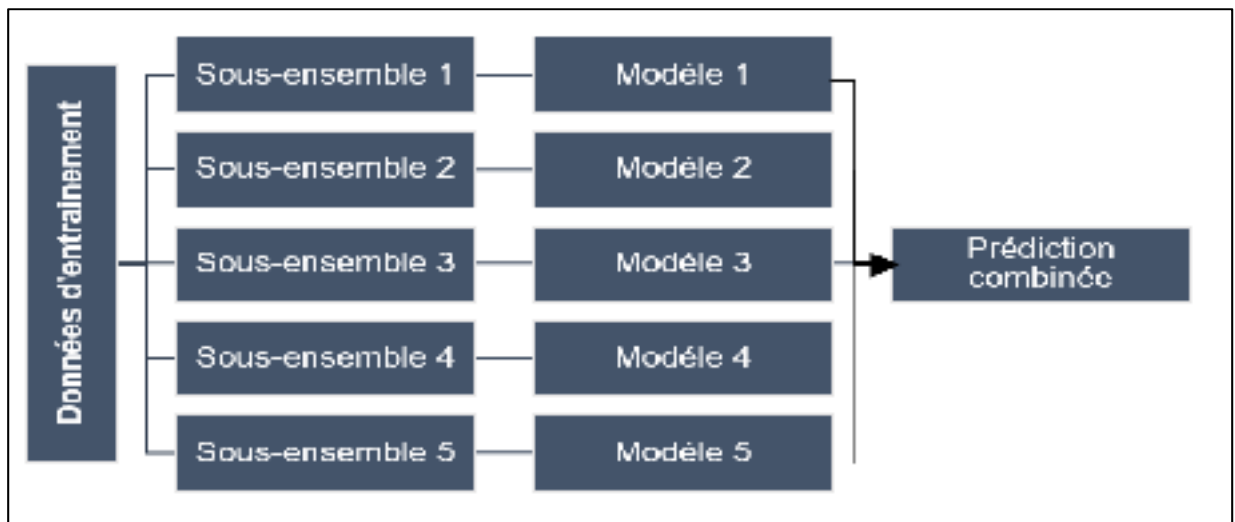 Données d'entrainement
Sous-ensemble 1
Modéle 1
Sous-ensemble 2
Modéle 2
Sous-ensemble 3
Modéle 3
Sous-ensemble 4
Modéle 4
Sous-ensemble 5
Modéle 5
Prédiction
combinée